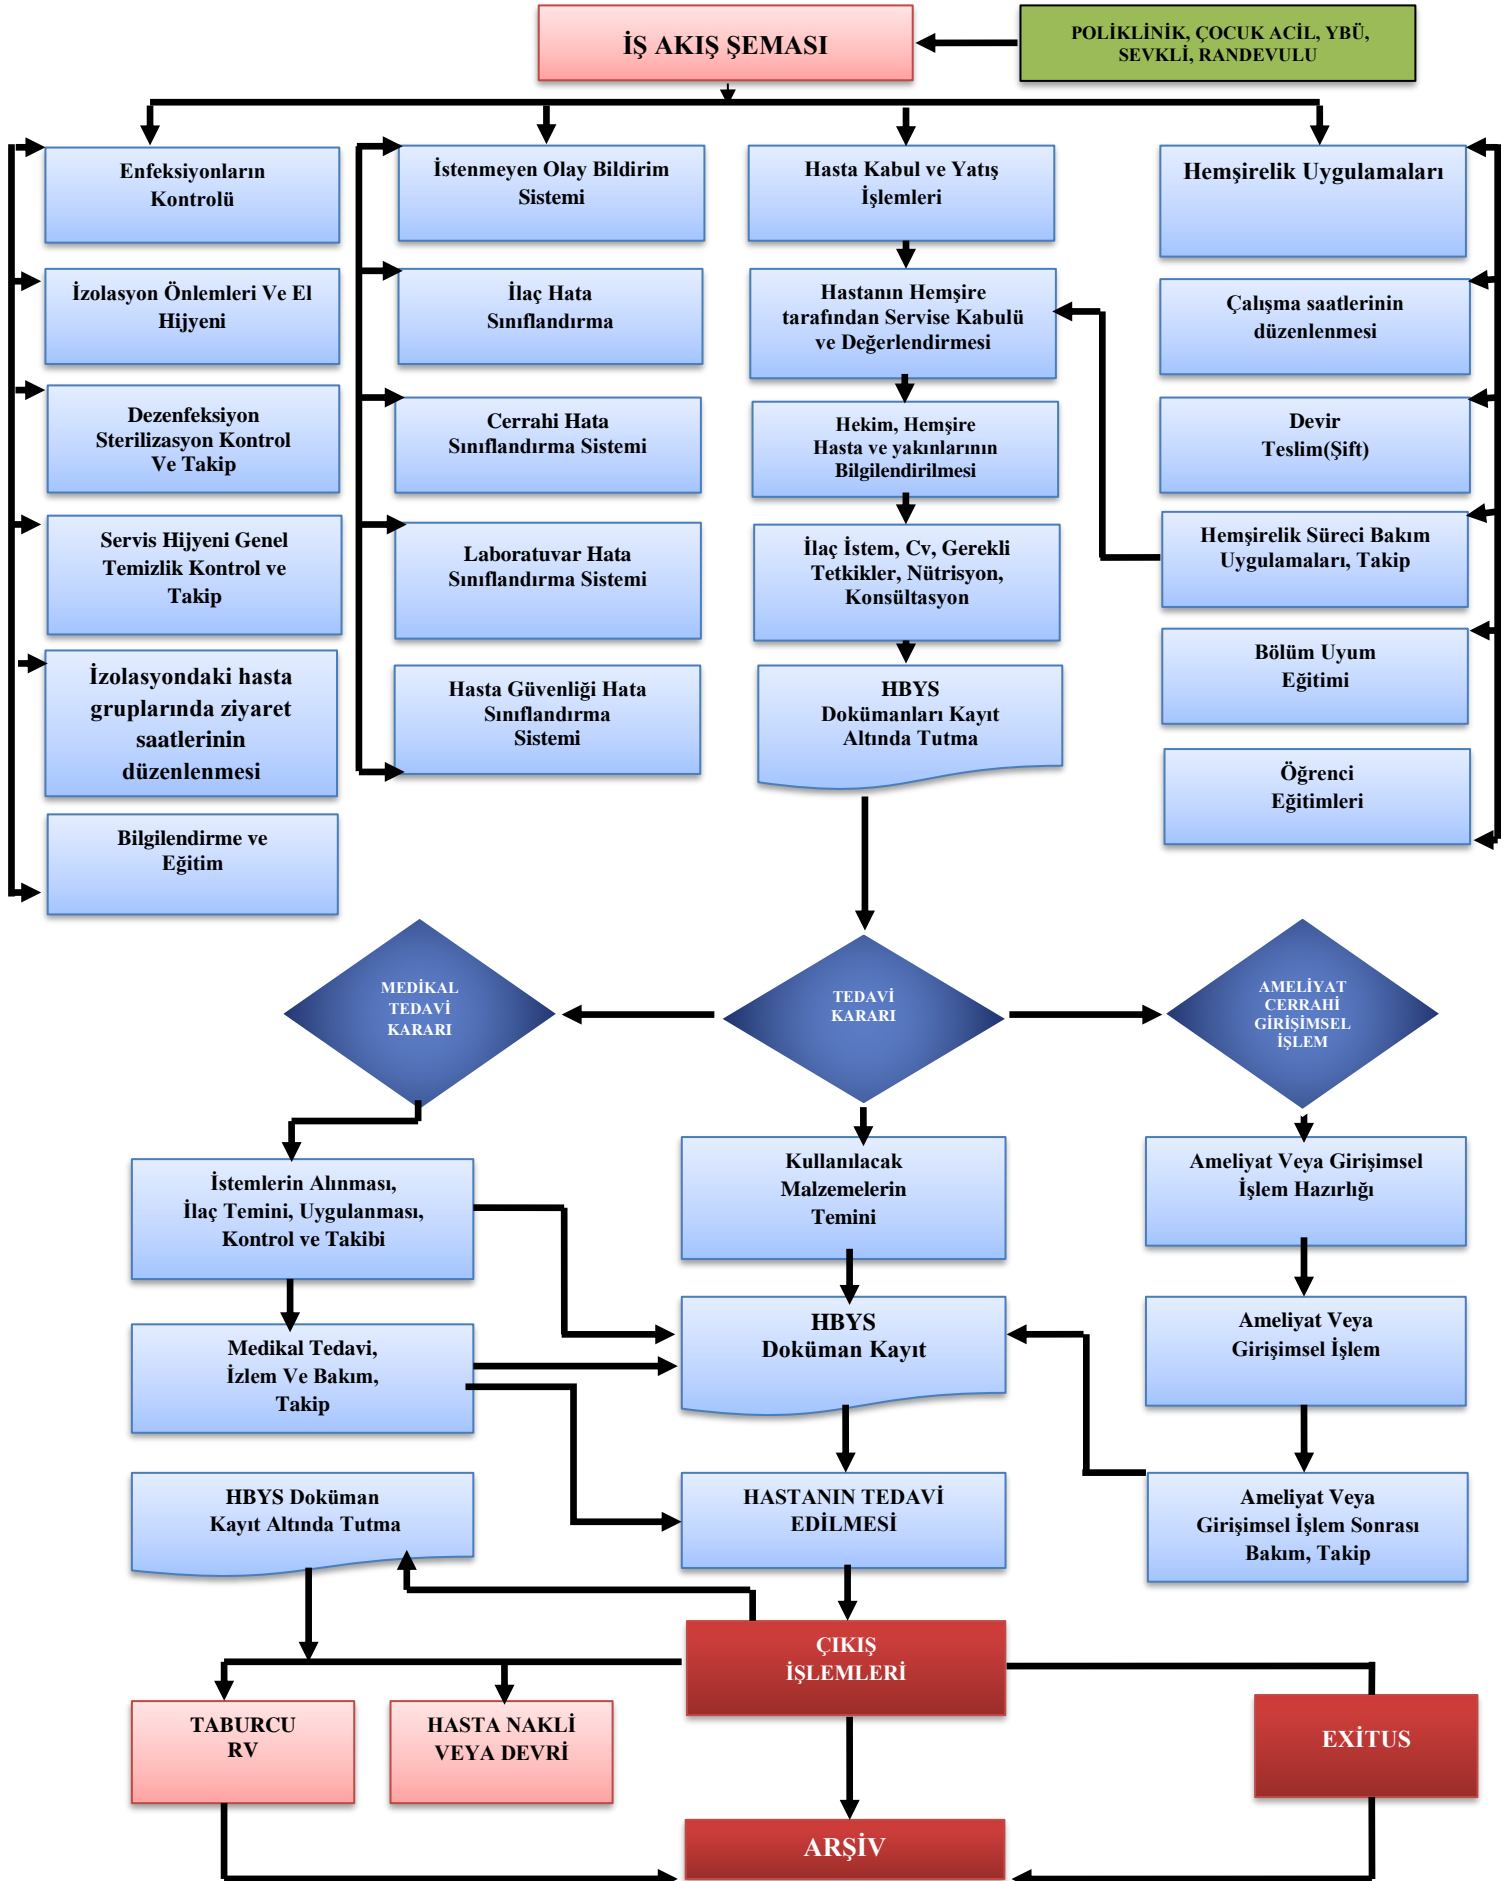 İŞ AKIŞ ŞEMASI
POLİKLİNİK, ÇOCUK ACİL, YBÜ,
SEVKLİ, RANDEVULU
Enfeksiyonların
Kontrolü
İstenmeyen Olay Bildirim
Sistemi
Hasta Kabul ve Yatış
İşlemleri
Hemşirelik Uygulamaları
İzolasyon Önlemleri Ve El
Hijyeni
İlaç Hata
Sınıflandırma
Hastanın Hemşire
tarafından Servise Kabulü
ve Değerlendirmesi
Çalışma saatlerinin
düzenlenmesi
Dezenfeksiyon
Sterilizasyon Kontrol
Ve Takip
Cerrahi Hata
Sınıflandırma Sistemi
Hekim, Hemşire
Hasta ve yakınlarının
Bilgilendirilmesi
Devir
Teslim(Şift)
Servis Hijyeni Genel
Temizlik Kontrol ve
Takip
Laboratuvar Hata
Sınıflandırma Sistemi
İlaç İstem, Cv, Gerekli
Tetkikler, Nütrisyon,
Konsültasyon
Hemşirelik Süreci Bakım
Uygulamaları, Takip
İzolasyondaki hasta
gruplarında ziyaret
saatlerinin
düzenlenmesi
Hasta Güvenliği Hata
Sınıflandırma
Sistemi
HBYS
Dokümanları Kayıt
Altında Tutma
Bölüm Uyum
Eğitimi
Öğrenci
Eğitimleri
Bilgilendirme ve
Eğitim
MEDİKAL
TEDAVİ
KARARI
TEDAVİ
KARARI
AMELİYAT
CERRAHİ
GİRİŞİMSEL
İŞLEM
İstemlerin Alınması,
İlaç Temini, Uygulanması,
Kontrol ve Takibi
Kullanılacak
Malzemelerin
Temini
Ameliyat Veya Girişimsel
İşlem Hazırlığı
Medikal Tedavi,
İzlem Ve Bakım,
Takip
HBYS
Doküman Kayıt
Ameliyat Veya
Girişimsel İşlem
HBYS Doküman
Kayıt Altında Tutma
HASTANIN TEDAVİ
EDİLMESİ
Ameliyat Veya
Girişimsel İşlem Sonrası
Bakım, Takip
ÇIKIŞ
İŞLEMLERİ
TABURCU
RV
HASTA NAKLİ
VEYA DEVRİ
EXİTUS
ARŞİV